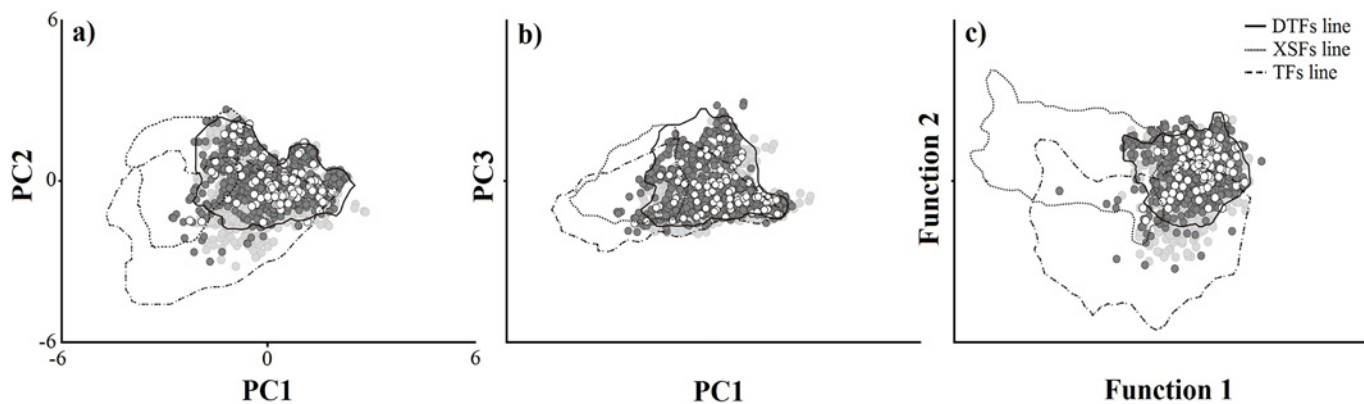 6
a)
PC2
0
-6
-6
0
6
PC1
b)
PC3
PC1
c)
DTFs line
XSFs line
TFs line
Function 2
Function 1